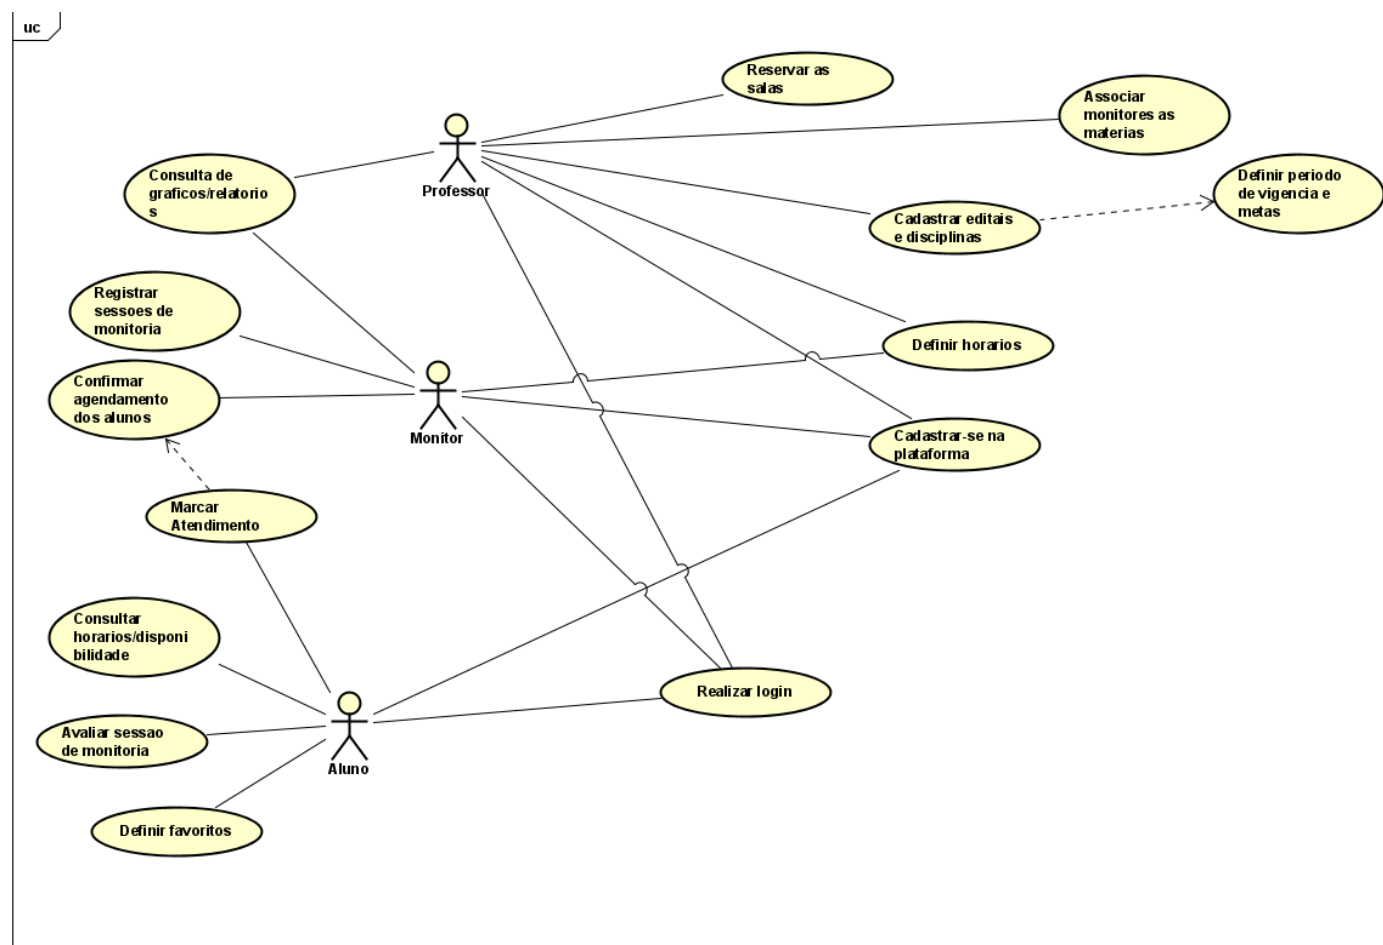 uc
Reservar as
salas
Associar
monitores as
materias
Professor
Consulta de
graficos/relatorio
s
Definir periodo
de vigencia e
metas
Cadastrar editais
e disciplinas
Registrar
sessoes de
monitoria
Definir horarios
Confirmar
agendamento
dos alunos
Monitor
Cadastrar-se na
plataforma
Marcar
Atendimento
Consultar
horarios/disponi
bilidade
Realizar login
Avaliar sessao
de monitoria
Aluno
Definir favoritos